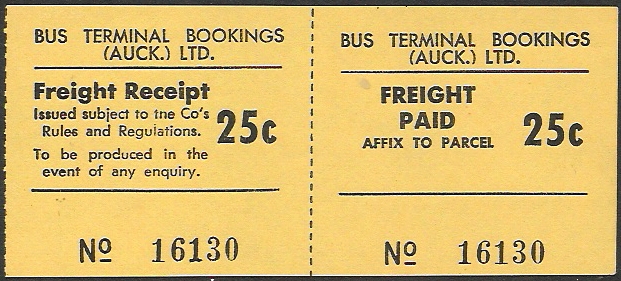 BUS TERMINAL BOOKINGS
(AUCK.) LTD.
Freight Receipt
Issued subject to the Co's
Rules and Regulations.
25c
To be produced in the
event of any enquiry.
Nº 16130
BUS TERMINAL BOOKINGS
(AUCK.) LTD.
FREIGHT
PAID
AFFIX TO PARCEL
25c
Nº 16130